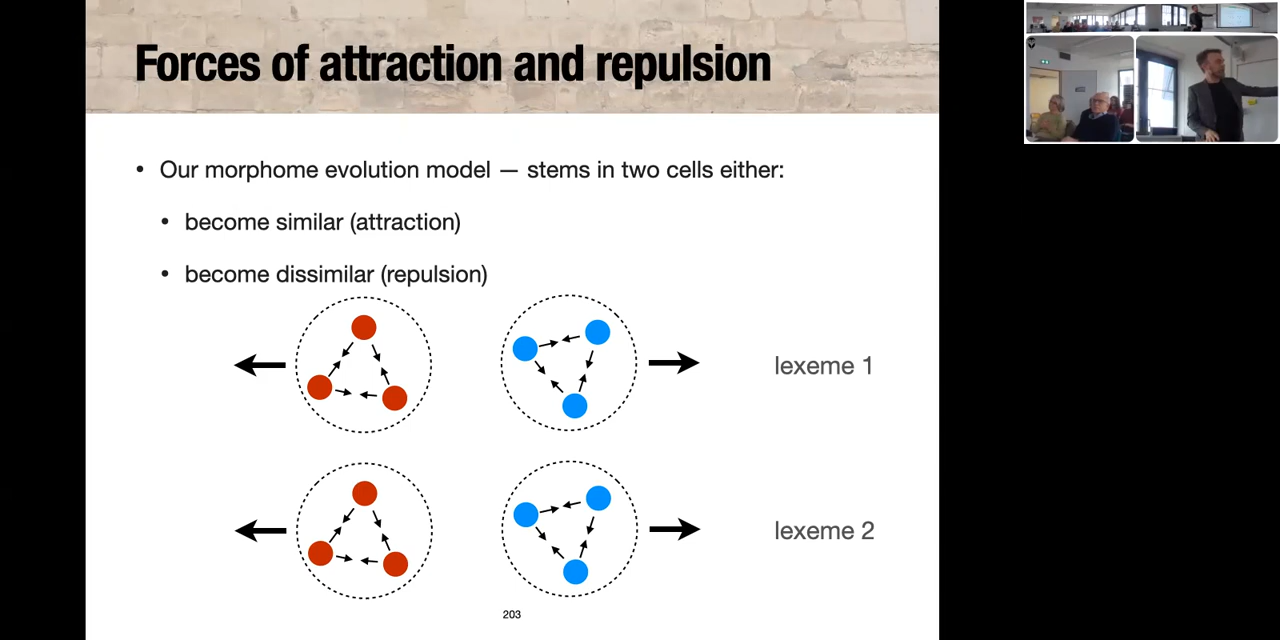 Forces of attraction and repulsion
• Our morphome evolution model — stems in two cells either:
• become similar (attraction)
• become dissimilar (repulsion)
lexeme 1
lexeme 2
203